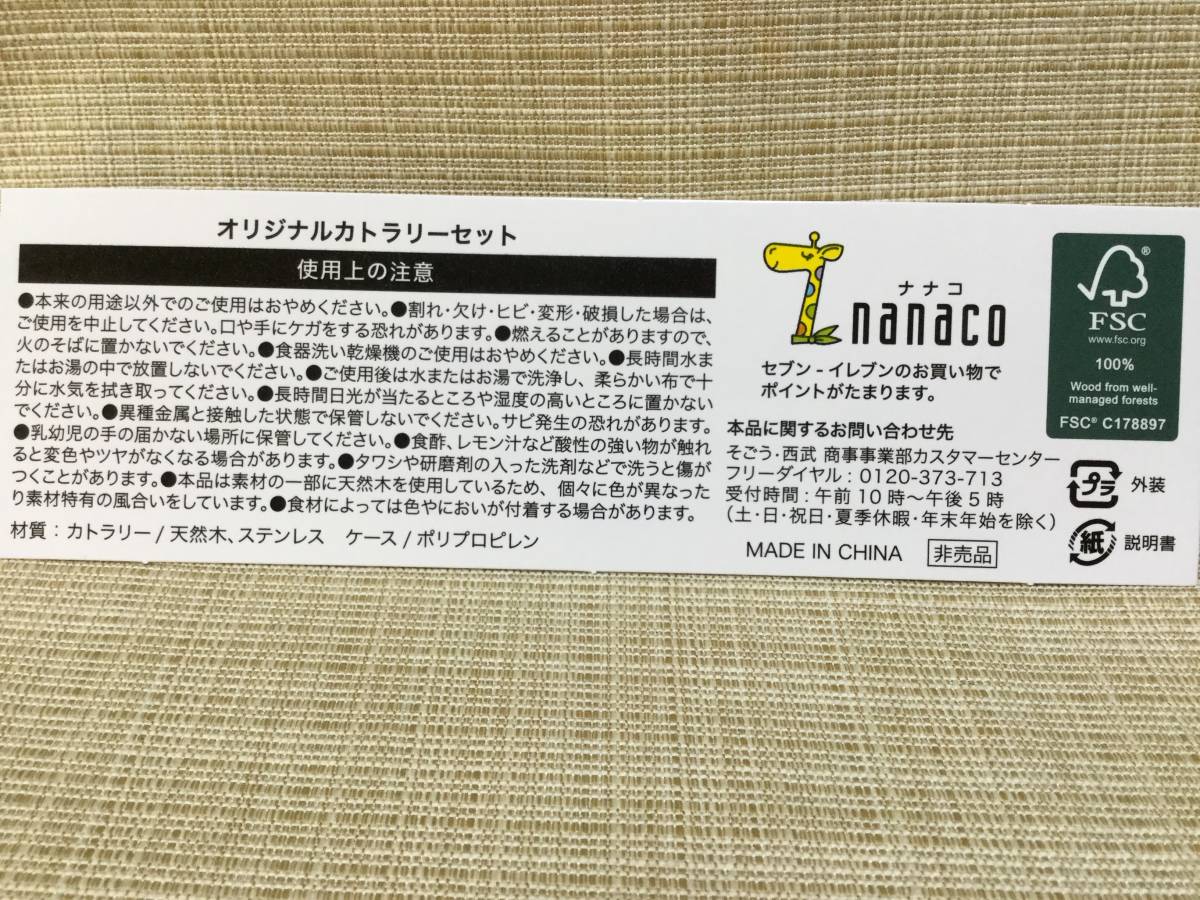 オリジナルカトラリーセット
使用上の注意
●本来の用途以外でのご使用はおやめください。●割れ・欠け・ヒビ・変形・破損した場合は、
ご使用を中止してください。口や手にケガをする恐れがあります。●燃えることがありますので、
火のそばに置かないでください。●食器洗い乾燥機のご使用はおやめください。●長時間水ま
たはお湯の中で放置しないでください。●ご使用後は水またはお湯で洗浄し、柔らかい布で十
分に水気を拭き取ってください。●長時間日光が当たるところや湿度の高いところに置かない
でください。●異種金属と接触した状態で保管しないでください。サビ発生の恐れがあります。
●乳幼児の手の届かない場所に保管してください。●食酢、レモン汁など酸性の強い物が触れ
ると変色やツヤがなくなる場合があります。●タワシや研磨剤の入った洗剤などで洗うと傷が
つくことがあります。●本品は素材の一部に天然木を使用しているため、個々に色が異なった
り素材特有の風合いをしています。●食材によっては色やにおいが付着する場合があります。
材質：カトラリー/天然木、ステンレス　ケース/ポリプロピレン
ナナコ
nanaco
セブン‐イレブンのお買い物で
ポイントがたまります。
本品に関するお問い合わせ先
そごう・西武 商事事業部カスタマーセンター
フリーダイヤル：0120-373-713
受付時間：午前10時～午後5時
（土・日・祝日・夏季休暇・年末年始を除く）
MADE IN CHINA 非売品
®
FSC
www.fsc.org
100%
Wood from well-
managed forests
FSC® C178897
プラ 外装
紙 説明書